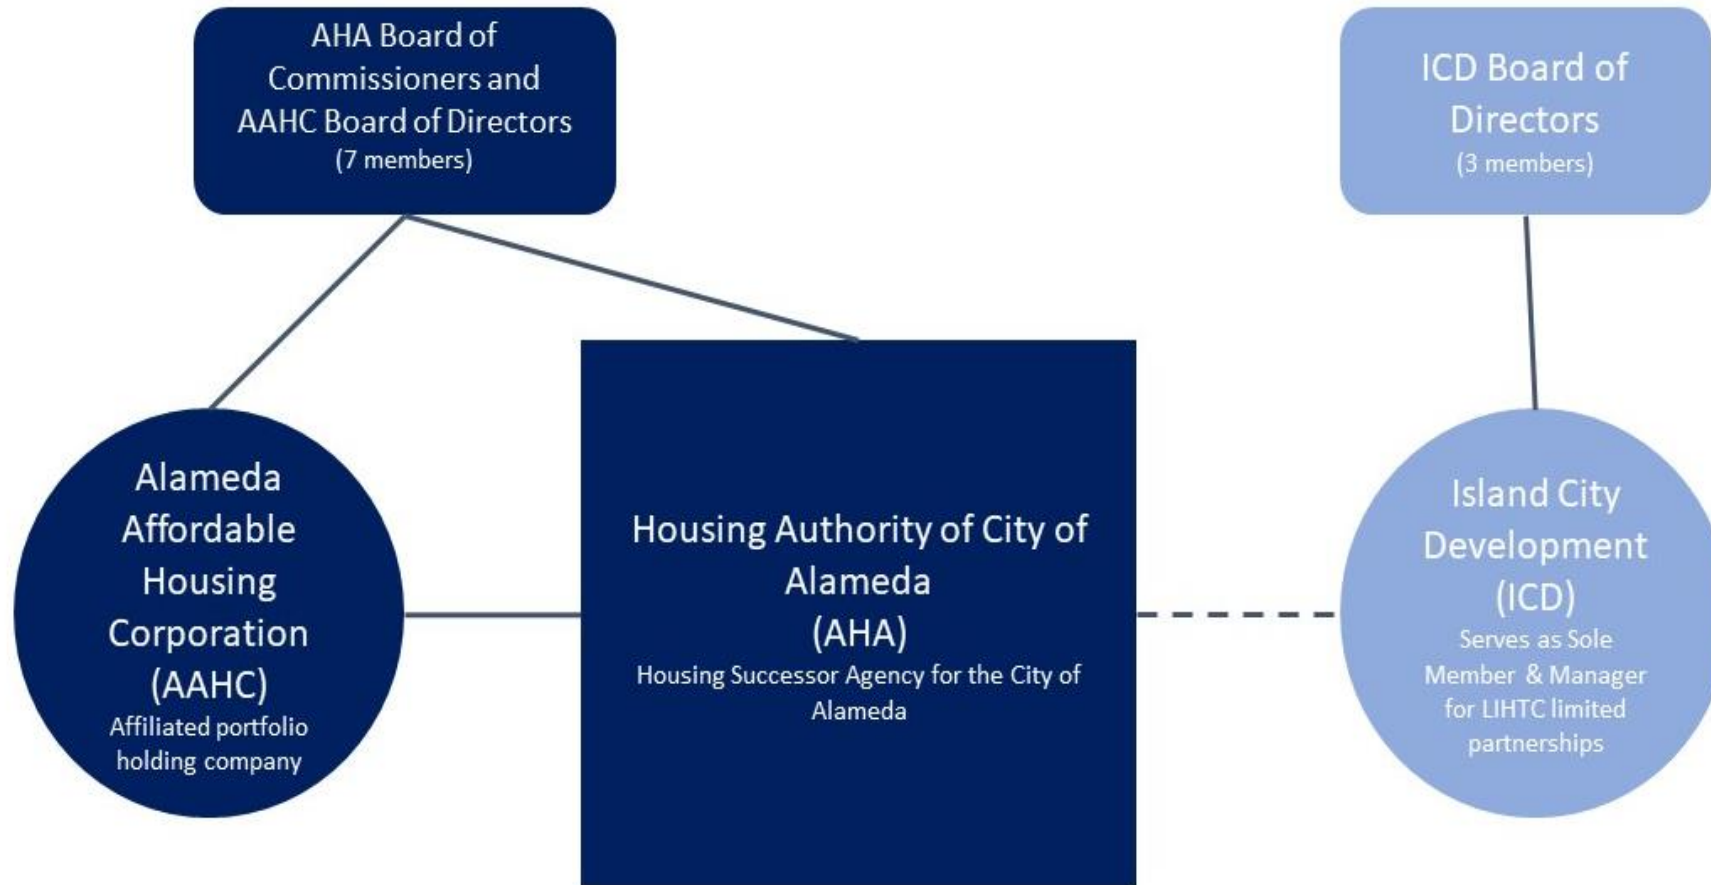 AHA Board of
Commissioners and
AAHC Board of Directors
(7 members)
ICD Board of
Directors
(3 members)
Alameda
Affordable
Housing
Corporation
(AAHC)
Affiliated portfolio
holding company
Housing Authority of City of
Alameda
(AHA)
Housing Successor Agency for the City of
Alameda
Island City
Development
(ICD)
Serves as Sole
Member & Manager
for LIHTC limited
partnerships